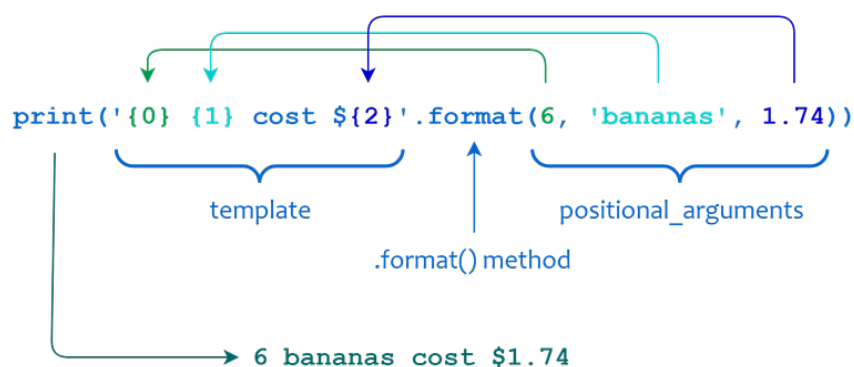 print('{0} {1} cost ${2}'.format(6, 'bananas', 1.74))
template
positional_arguments
.format() method
6 bananas cost $1.74